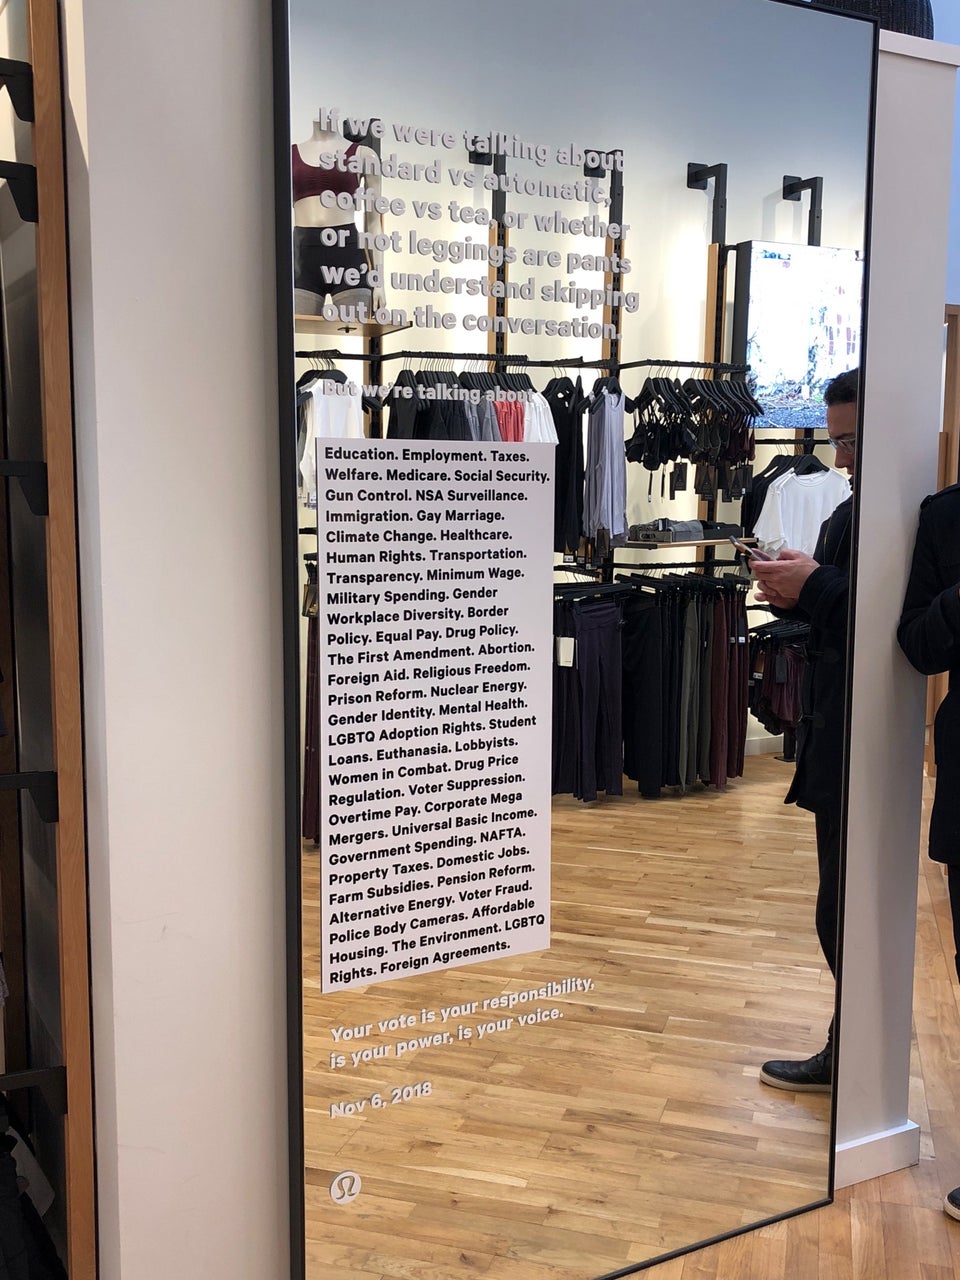 If we were talking about
standard vs automatic,
coffee vs tea, or whether
or not leggings are pants
we'd understand skipping
out on the conversation.
But we're talking about
Education. Employment. Taxes.
Welfare. Medicare. Social Security.
Gun Control. NSA Surveillance.
Immigration. Gay Marriage.
Climate Change. Healthcare.
Human Rights. Transportation.
Transparency. Minimum Wage.
Military Spending. Gender
Workplace Diversity. Border
Policy. Equal Pay. Drug Policy.
The First Amendment. Abortion.
Foreign Aid. Religious Freedom.
Prison Reform. Nuclear Energy.
Gender Identity. Mental Health.
LGBTQ Adoption Rights. Student
Loans. Euthanasia. Lobbyists.
Women in Combat. Drug Price
Regulation. Voter Suppression.
Overtime Pay. Corporate Mega
Mergers. Universal Basic Income.
Government Spending. NAFTA.
Property Taxes. Domestic Jobs.
Farm Subsidies. Pension Reform.
Alternative Energy. Voter Fraud.
Police Body Cameras. Affordable
Housing. The Environment. LGBTQ
Rights. Foreign Agreements.
Your vote is your responsibility,
is your power, is your voice.
Nov 6, 2018